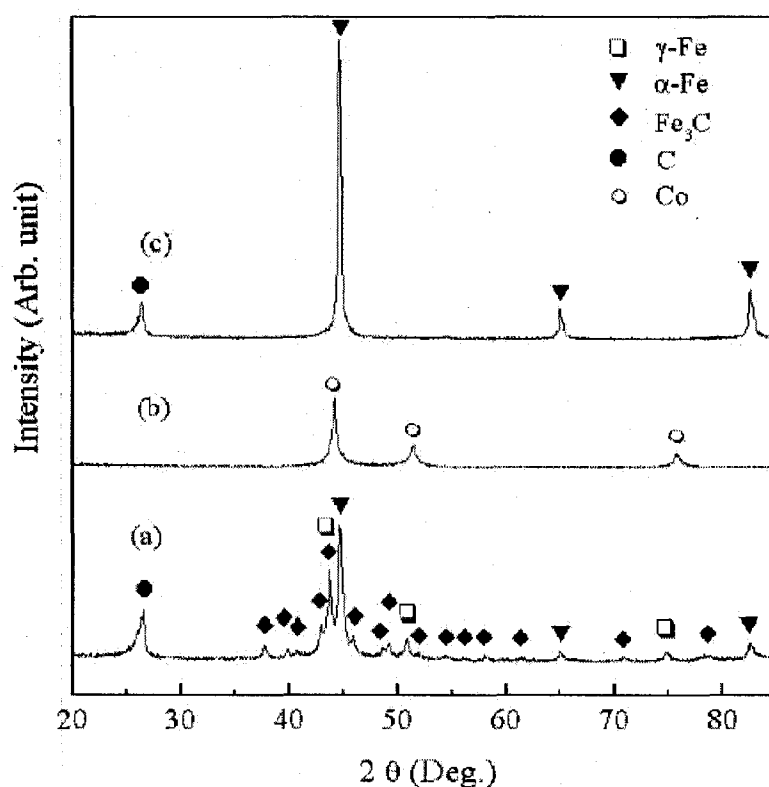 γ-Fe
α-Fe
Fe₃C
C
Co
(c)
(b)
(a)
Intensity (Arb. unit)
20 30 40 50 60 70 80
2 θ (Deg.)